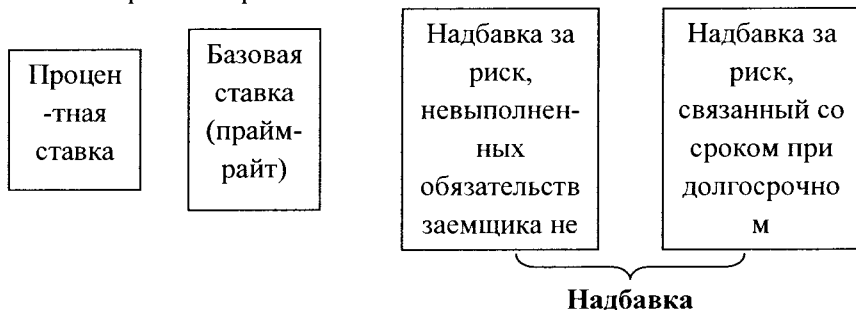 Процен
-тная
ставка
Базовая
ставка
(прайм-
райт)
Надбавка за
риск,
невыполнен-
ных
обязательств
заемщика не
Надбавка за
риск,
связанный со
сроком при
долгосрочно
м
Надбавка